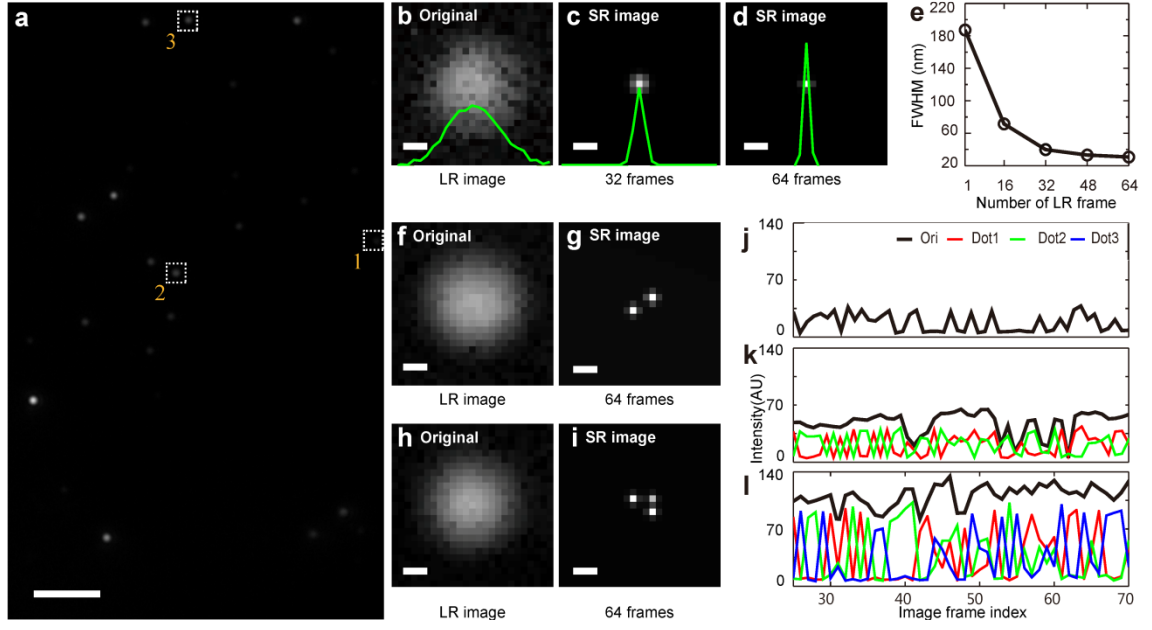 a
3
1
2
b Original
LR image
c SR image
32 frames
d SR image
64 frames
e
FWHM (nm)
220
180
140
100
60
20
1 16 32 48 64
Number of LR frame
f Original
LR image
g SR image
64 frames
h Original
LR image
i SR image
64 frames
j
140
70
0
Ori Dot1 Dot2 Dot3
k
140
70
0
Intensity(AU)
l
140
70
0
30 40 50 60 70
Image frame index